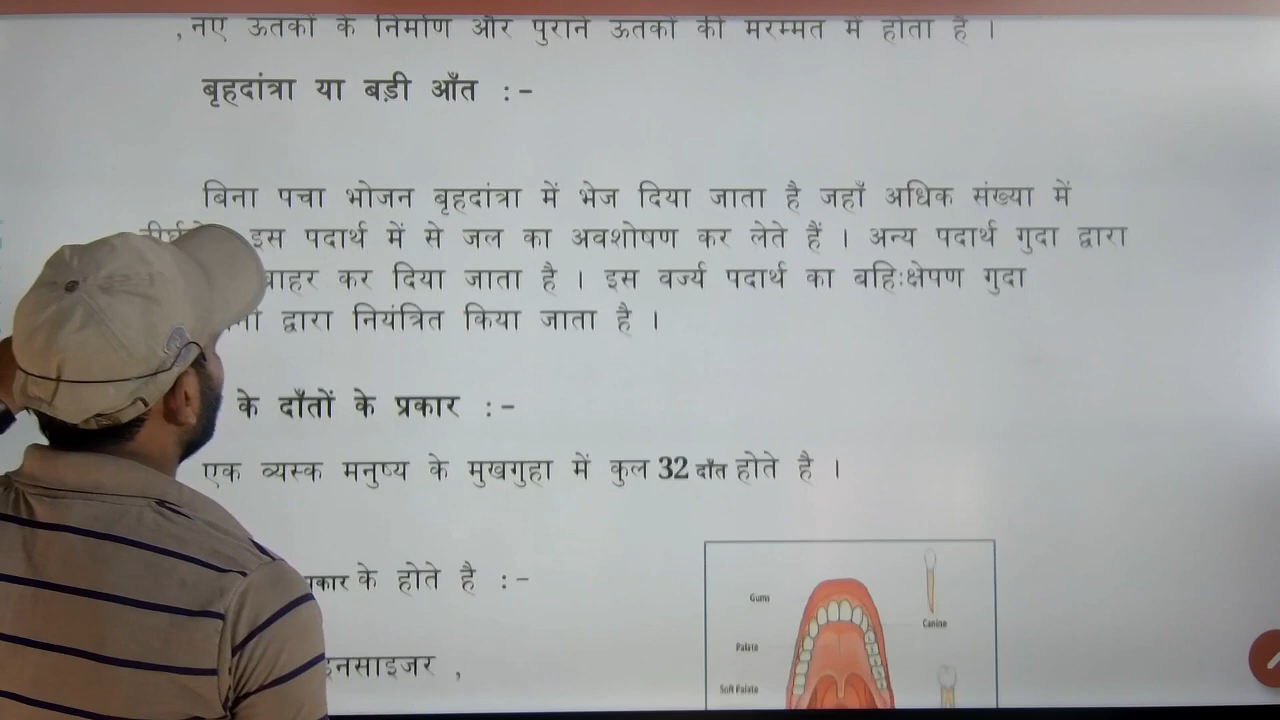 , नए ऊतकों के निर्माण और पुराने ऊतकों की मरम्मत में होता है ।
बृहदांत्रा या बड़ी आँत :-
बिना पचा भोजन बृहदांत्रा में भेज दिया जाता है जहाँ अधिक संख्या में
इस पदार्थ में से जल का अवशोषण कर लेते हैं । अन्य पदार्थ गुदा द्वारा
बाहर कर दिया जाता है । इस वर्ज्य पदार्थ का बहिःक्षेपण गुदा
द्वारा नियंत्रित किया जाता है ।
के दाँतों के प्रकार :-
एक व्यस्क मनुष्य के मुखगुहा में कुल 32 दाँत होते है ।
के होते है :-
Gums
Canine
Palate
इनसाइजर ,
Soft Palate